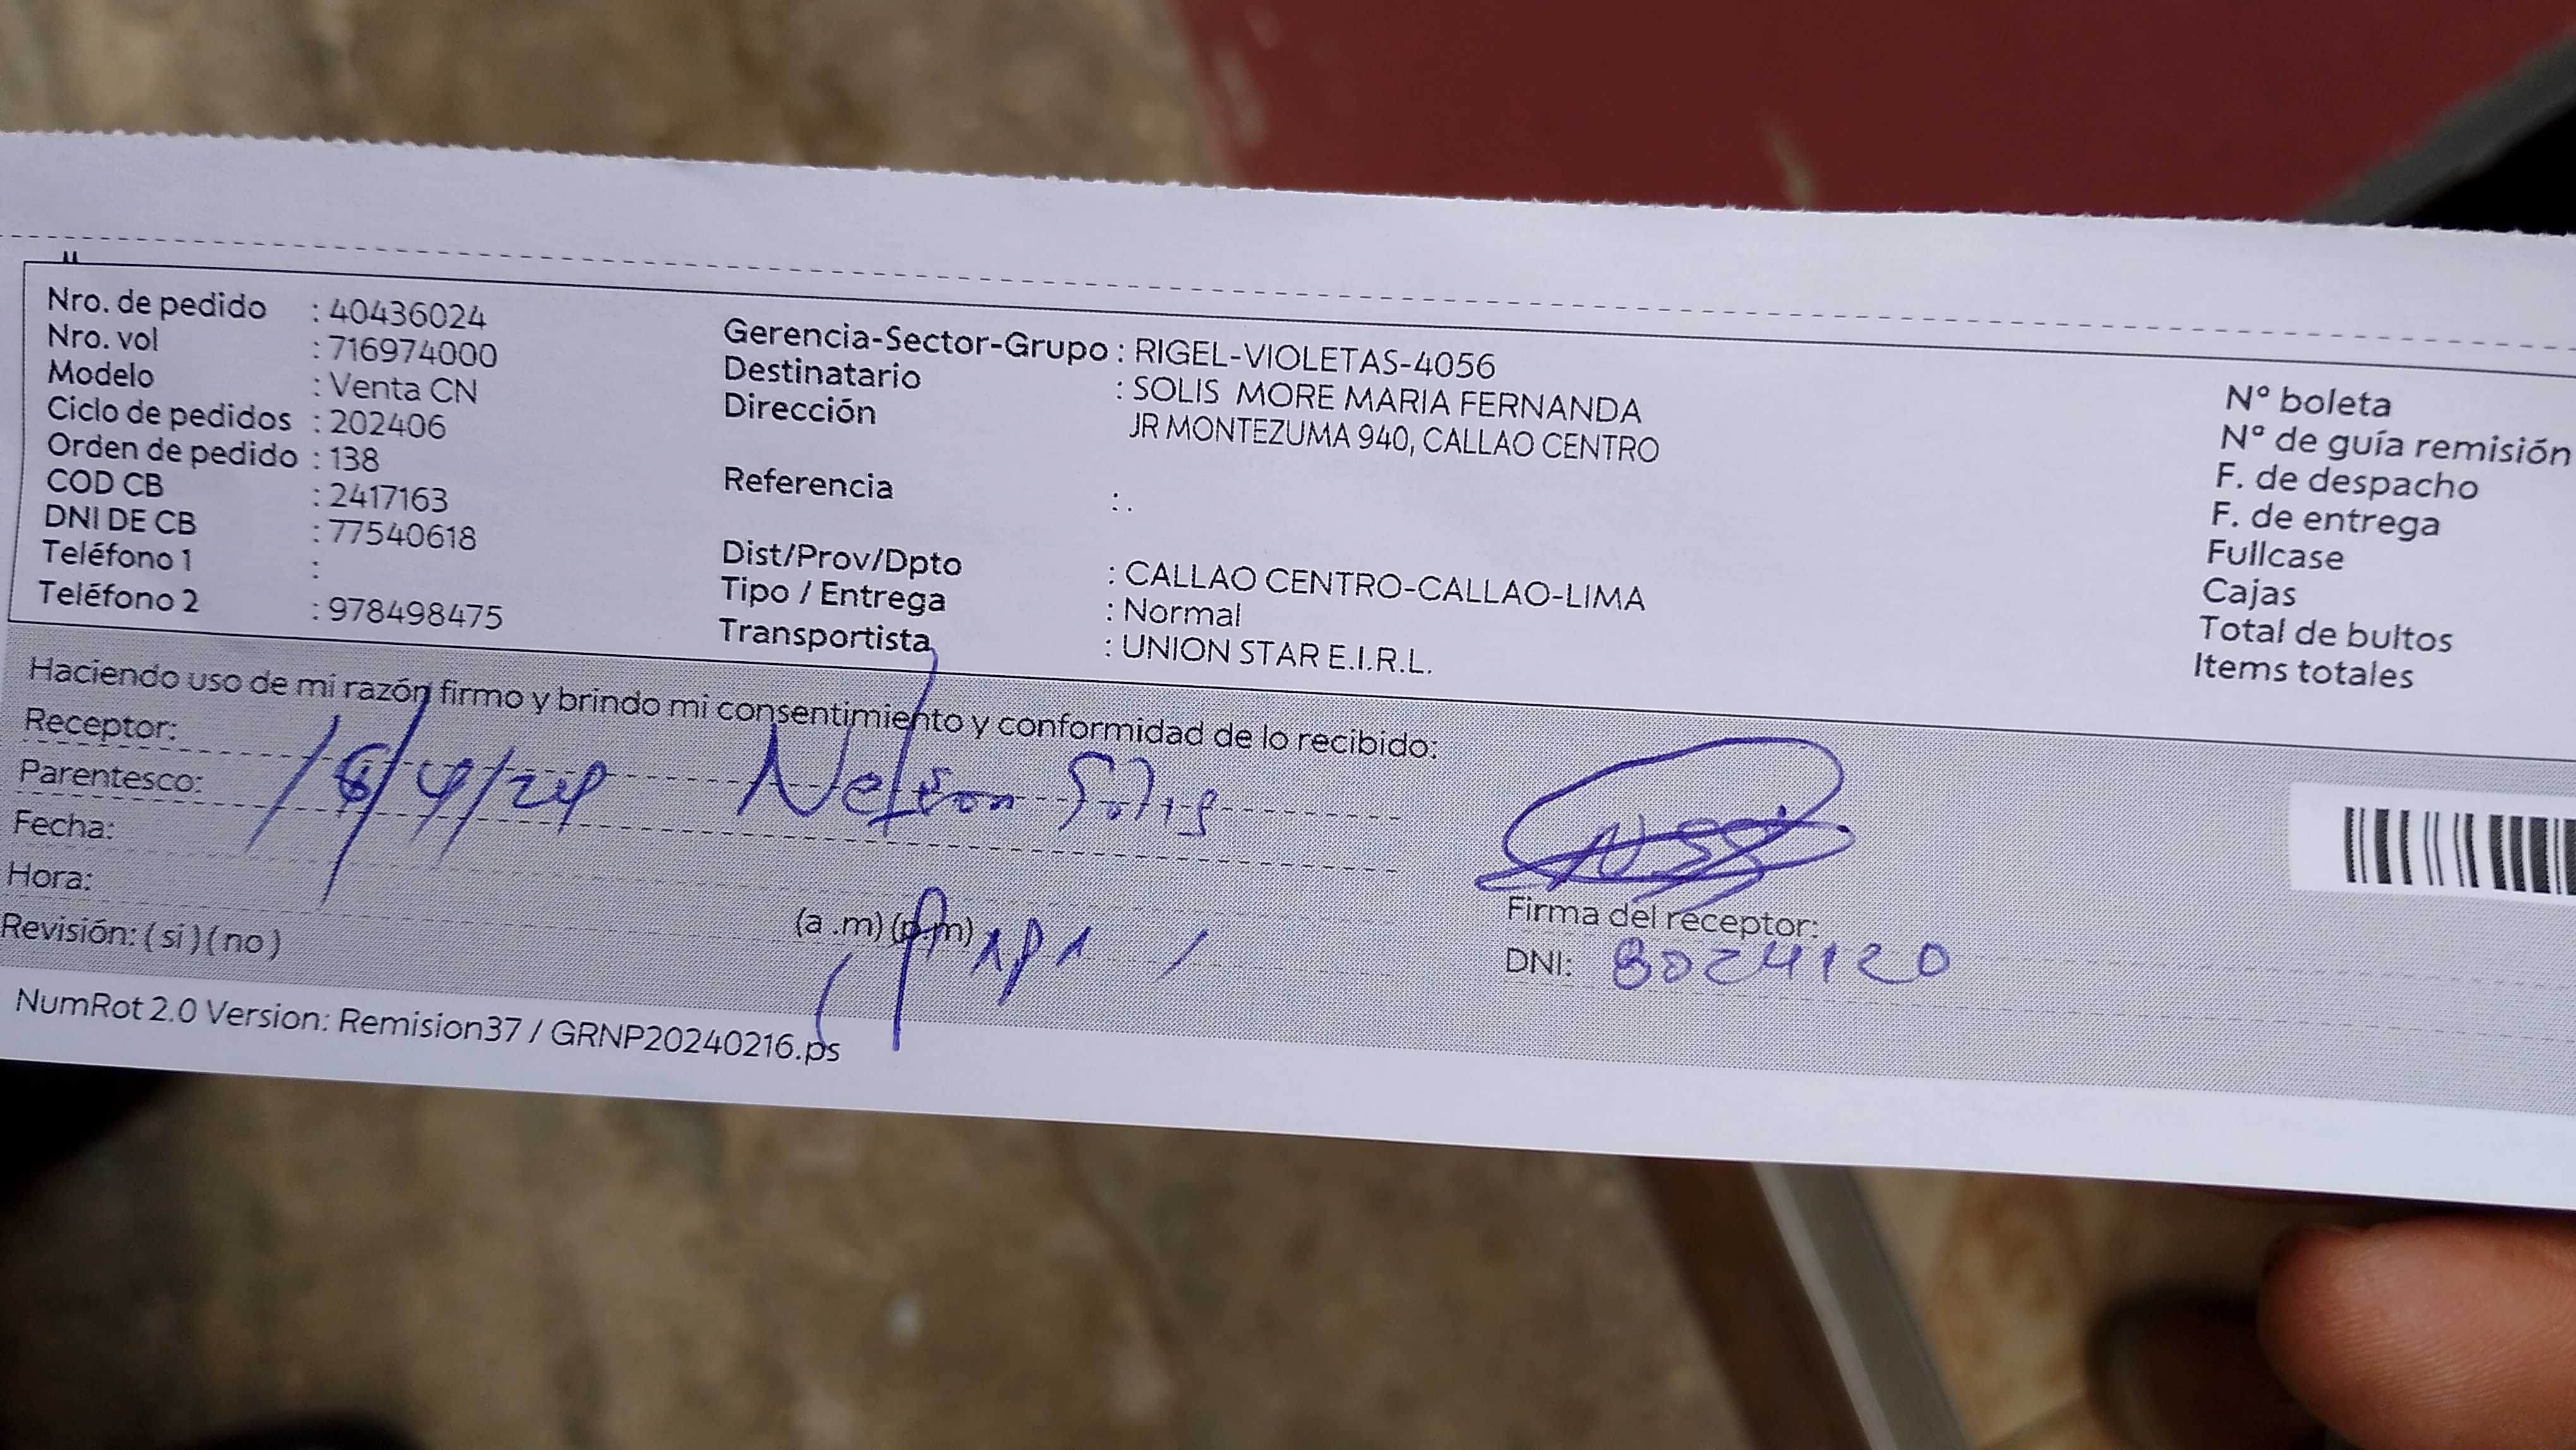 Nro. de pedido : 40436024
Nro. vol : 716974000
Modelo : Venta CN
Ciclo de pedidos : 202406
Orden de pedido : 138
COD CB : 2417163
DNI DE CB : 77540618
Teléfono 1 :
Teléfono 2 : 978498475
Gerencia-Sector-Grupo : RIGEL-VIOLETAS-4056
Destinatario : SOLIS MORE MARIA FERNANDA
Dirección JR MONTEZUMA 940, CALLAO CENTRO
Referencia : .
Dist/Prov/Dpto : CALLAO CENTRO-CALLAO-LIMA
Tipo / Entrega : Normal
Transportista : UNION STAR E.I.R.L.
N° boleta
N° de guía remisión
F. de despacho
F. de entrega
Fullcase
Cajas
Total de bultos
Items totales
Haciendo uso de mi razón firmo y brindo mi consentimiento y conformidad de lo recibido:
Receptor:
Parentesco: Nelson Solis
Fecha:
Hora: (a .m) (p.m)
Revisión: ( si ) ( no )
Firma del receptor:
DNI: 8024120
NumRot 2.0 Version: Remision37 / GRNP20240216.ps